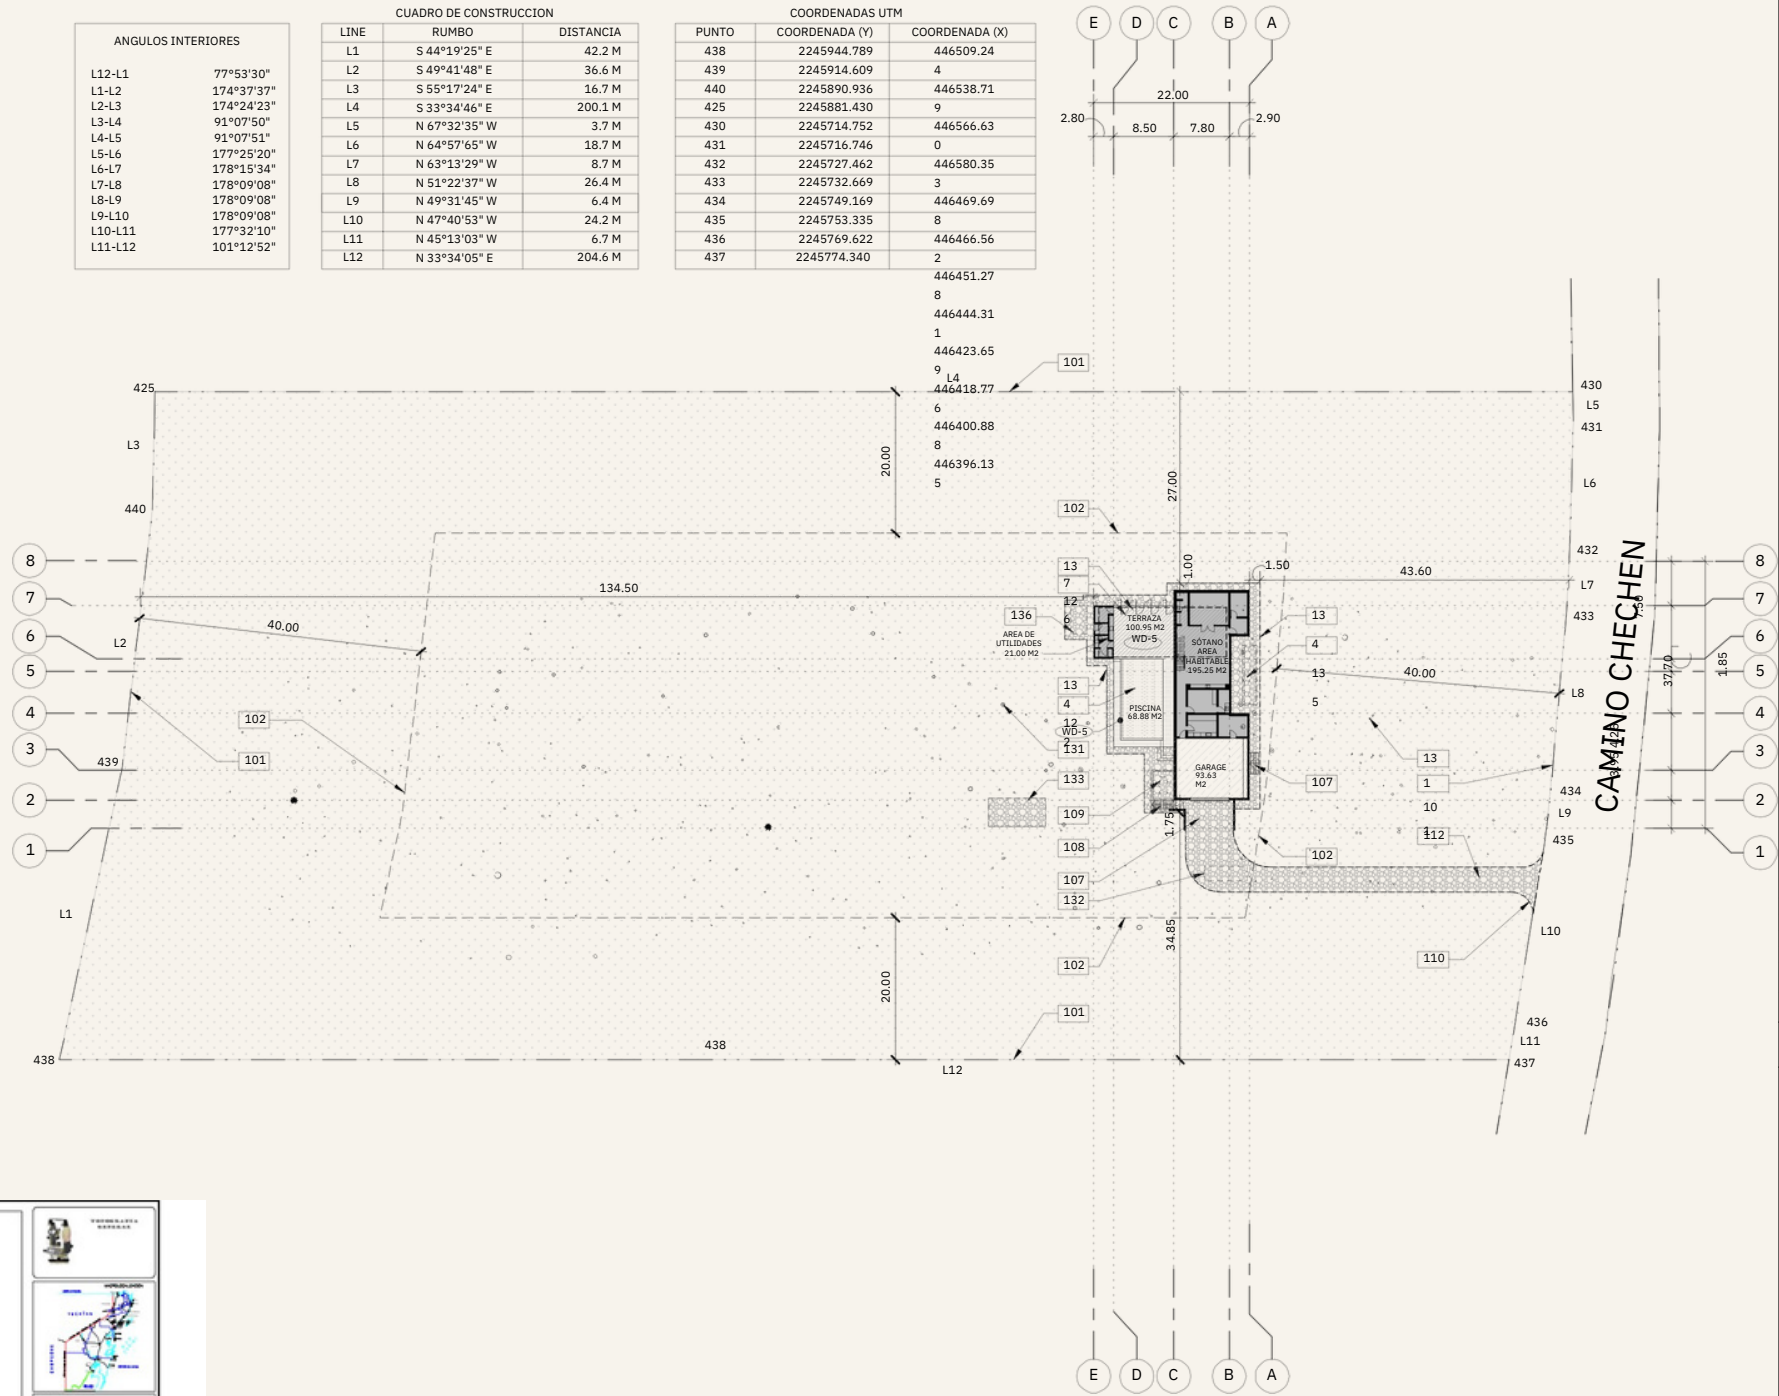 ANGULOS INTERIORES
L12-L1 77°53'30"
L1-L2 174°37'37"
L2-L3 174°24'23"
L3-L4 91°07'50"
L4-L5 91°07'51"
L5-L6 177°25'20"
L6-L7 178°15'34"
L7-L8 178°09'08"
L8-L9 178°09'08"
L9-L10 178°09'08"
L10-L11 177°32'10"
L11-L12 101°12'52"
CUADRO DE CONSTRUCCION
LINE RUMBO DISTANCIA
L1 S 44°19'25" E 42.2 M
L2 S 49°41'48" E 36.6 M
L3 S 55°17'24" E 16.7 M
L4 S 33°34'46" E 200.1 M
L5 N 67°32'35" W 3.7 M
L6 N 64°57'65" W 18.7 M
L7 N 63°13'29" W 8.7 M
L8 N 51°22'37" W 26.4 M
L9 N 49°31'45" W 6.4 M
L10 N 47°40'53" W 24.2 M
L11 N 45°13'03" W 6.7 M
L12 N 33°34'05" E 204.6 M
COORDENADAS UTM
PUNTO COORDENADA (Y) COORDENADA (X)
438 2245944.789 446509.24
439 2245914.609 4
440 2245890.936 446538.71
425 2245881.430 9
430 2245714.752 446566.63
431 2245716.746 0
432 2245727.462 446580.35
433 2245732.669 3
434 2245749.169 446469.69
435 2245753.335 8
436 2245769.622 446466.56
437 2245774.340 2
446451.27
8
446444.31
1
446423.65
9
446418.77
6
446400.88
8
446396.13
5
E D C B A
22.00
2.80 2.90
8.50 7.80
101
L4
425
430
L5
431
L3
20.00
27.00
L6
440
102
432
8
7
6
5
4
3
2
1
134.50
40.00
L2
102
101
439
L1
13
7
12
6
136
TERRAZA
100.95 M2
WD-5
AREA DE
UTILIDADES
21.00 M2
SÓTANO
AREA
HABITABLE
195.25 M2
PISCINA
68.88 M2
GARAGE
93.63
M2
1.00
1.50
43.60
L7
433
13
4
12
WD-5
2
131
133
109
108
107
132
1.75
34.85
13
4
13
5
40.00
L8
13
1
10
1
107
112
102
434
L9
435
L10
110
CAMINO CHECHEN
7.50
37.70
1.85
8
7
6
5
4
3
2
1
102
20.00
101
438
438
L12
436
L11
437
E D C B A